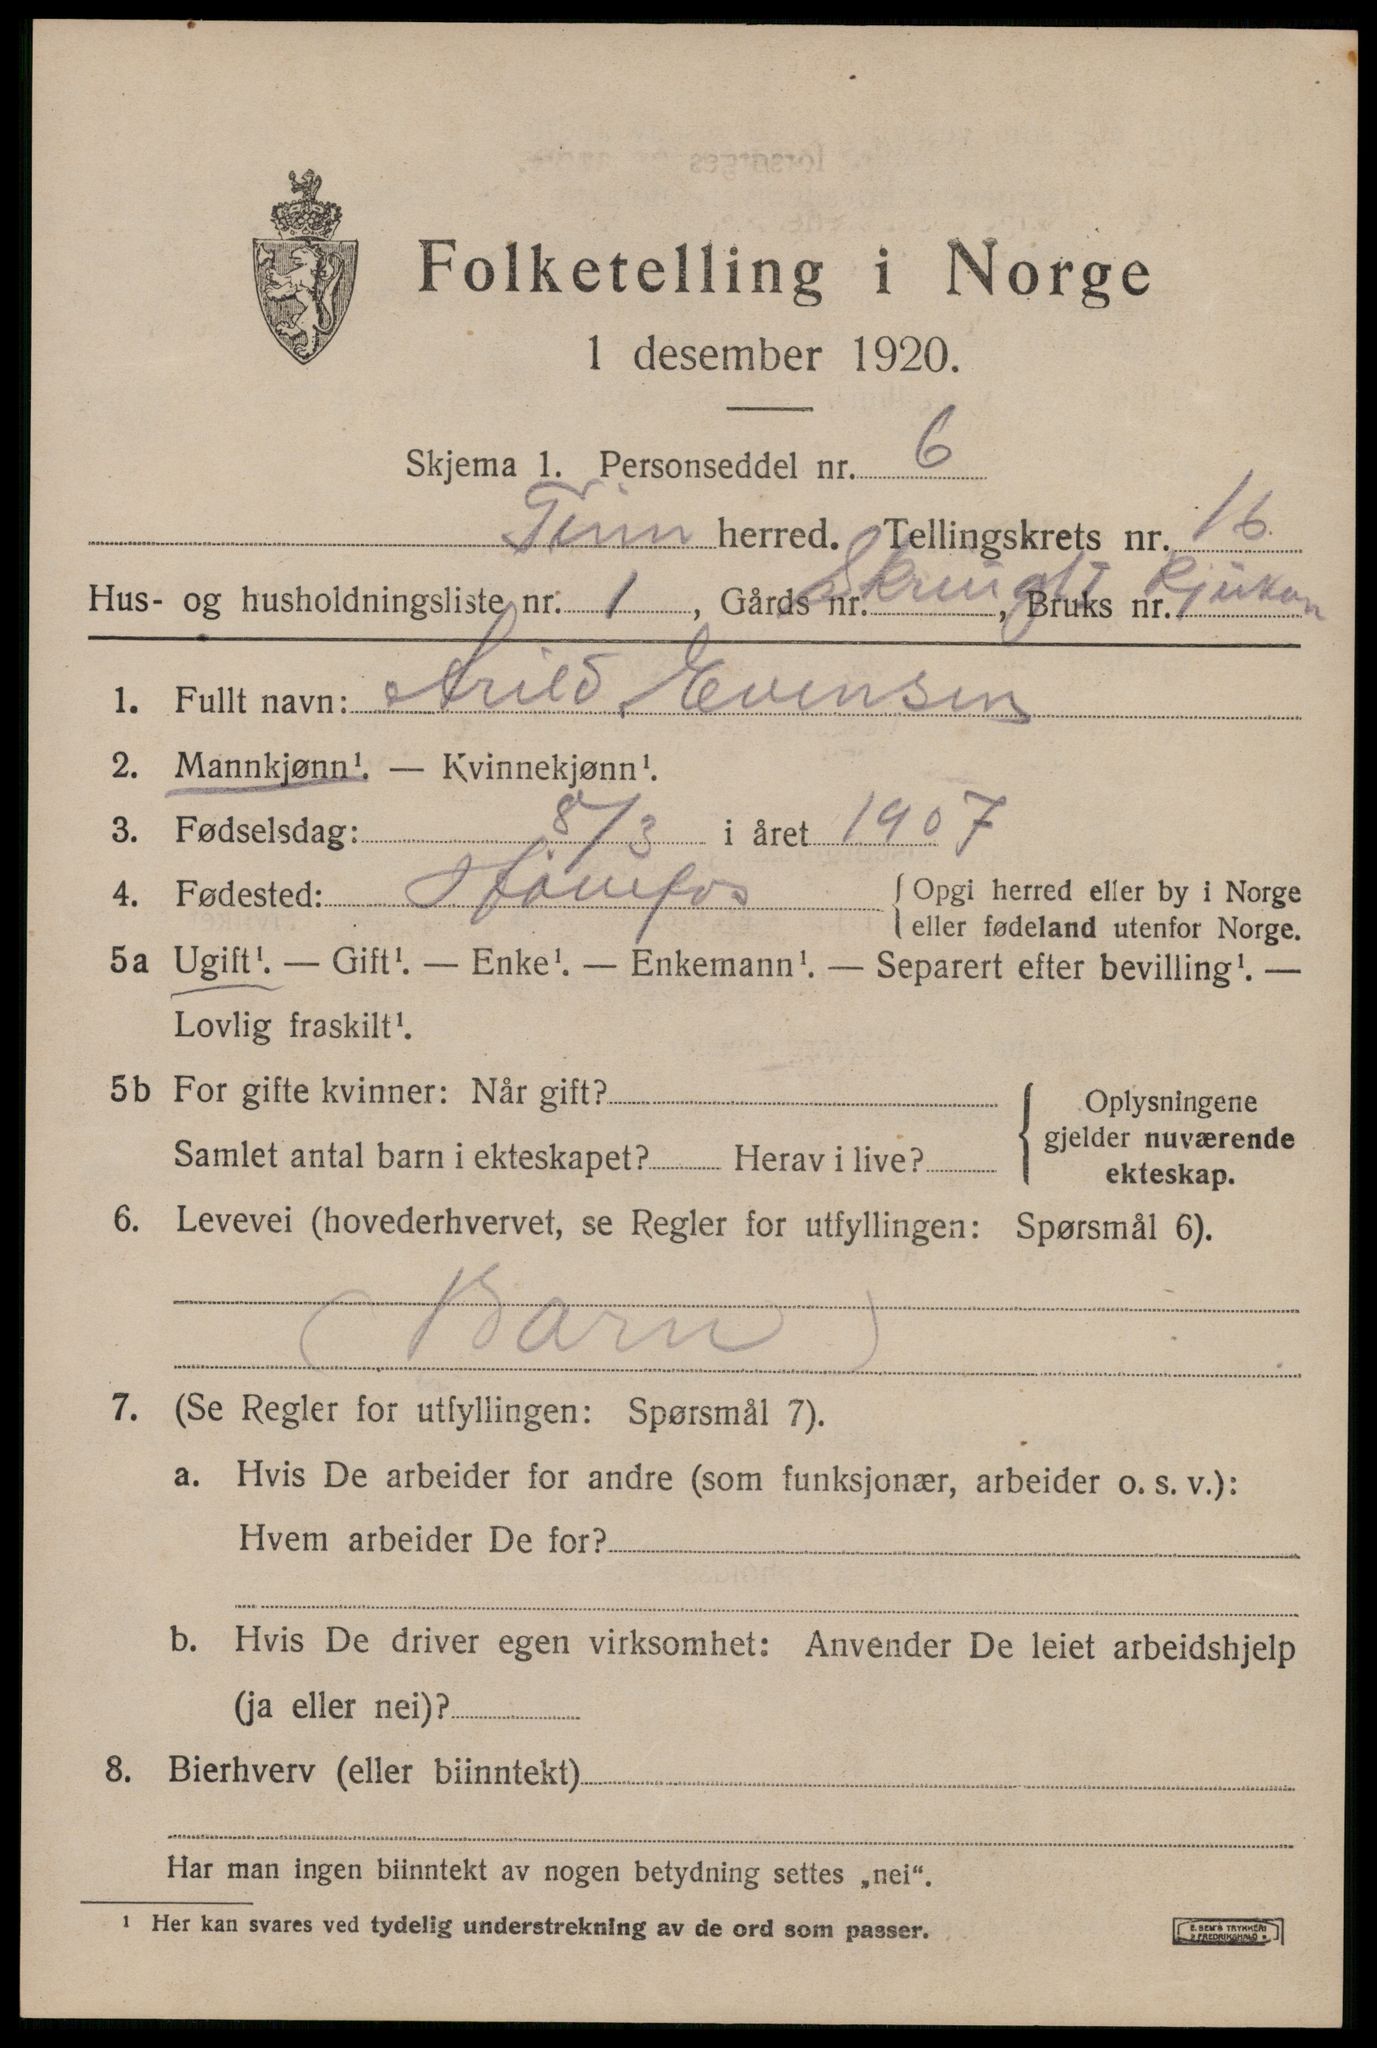 Folketelling i Norge
1 desember 1920.
Skjema 1. Personseddel nr. 6
Tinn herred. Tellingskrets nr. 16
Hus- og husholdningsliste nr. 1, Gårds nr. , Bruks nr. Rjukan
1. Fullt navn: Arild Evensen
2. Mannkjønn¹. — Kvinnekjønn¹.
3. Fødselsdag: 8/3 i året 1907
4. Fødested: { Opgi herred eller by i Norge
eller fødeland utenfor Norge.
5a Ugift¹. — Gift¹. — Enke¹. — Enkemann¹. — Separert efter bevilling¹. —
Lovlig fraskilt¹.
5b For gifte kvinner: Når gift? { Oplysningene
gjelder nuværende
Samlet antal barn i ekteskapet? Herav i live?
ekteskap.
6. Levevei (hovederhvervet, se Regler for utfyllingen: Spørsmål 6).
(Barn)
7. (Se Regler for utfyllingen: Spørsmål 7).
a. Hvis De arbeider for andre (som funksjonær, arbeider o. s. v.):
Hvem arbeider De for?
b. Hvis De driver egen virksomhet: Anvender De leiet arbeidshjelp
(ja eller nei)?
8. Bierhverv (eller biinntekt)
Har man ingen biinntekt av nogen betydning settes „nei“.
¹ Her kan svares ved tydelig understrekning av de ord som passer.
E. SEM'S TRYKKERI
FREDRIKSHALD